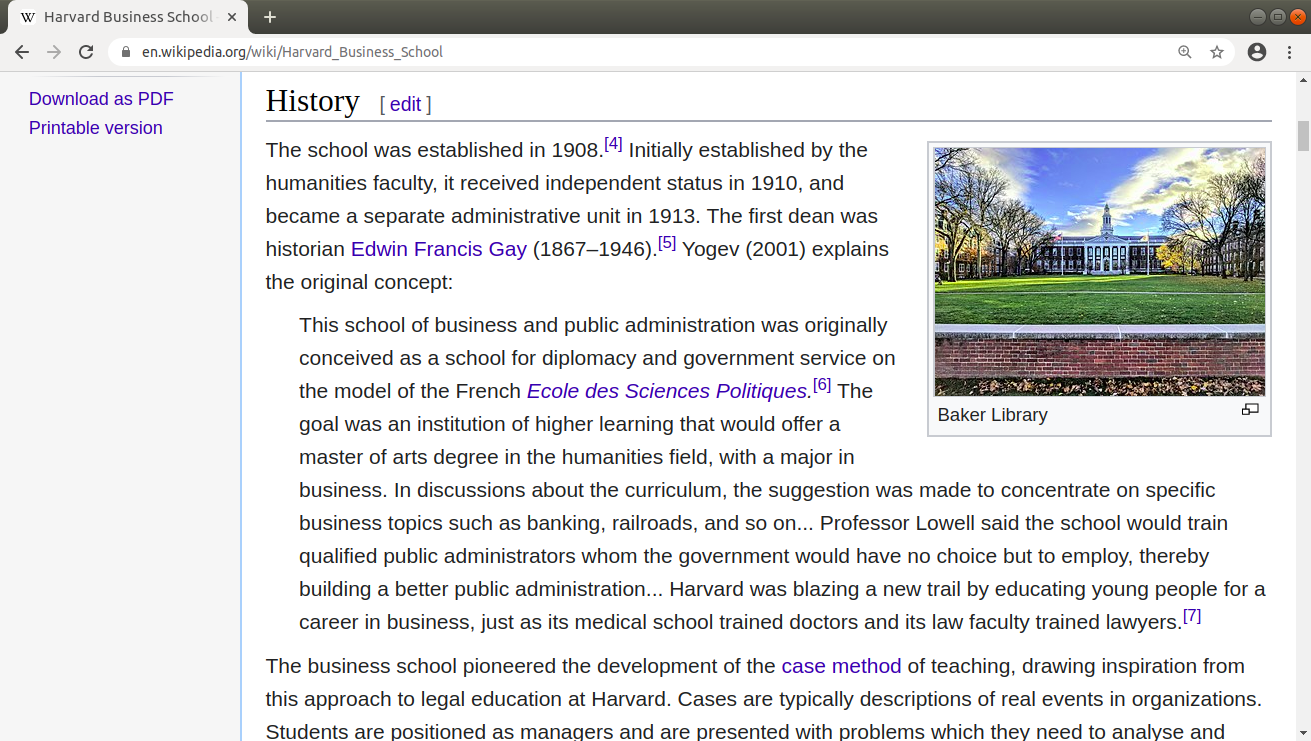 Harvard Business School
en.wikipedia.org/wiki/Harvard_Business_School
Download as PDF
Printable version
History [ edit ]
The school was established in 1908.[4] Initially established by the
humanities faculty, it received independent status in 1910, and
became a separate administrative unit in 1913. The first dean was
historian Edwin Francis Gay (1867–1946).[5] Yogev (2001) explains
the original concept:
This school of business and public administration was originally
conceived as a school for diplomacy and government service on
the model of the French Ecole des Sciences Politiques.[6] The
goal was an institution of higher learning that would offer a
master of arts degree in the humanities field, with a major in
business. In discussions about the curriculum, the suggestion was made to concentrate on specific
business topics such as banking, railroads, and so on... Professor Lowell said the school would train
qualified public administrators whom the government would have no choice but to employ, thereby
building a better public administration... Harvard was blazing a new trail by educating young people for a
career in business, just as its medical school trained doctors and its law faculty trained lawyers.[7]
Baker Library
The business school pioneered the development of the case method of teaching, drawing inspiration from
this approach to legal education at Harvard. Cases are typically descriptions of real events in organizations.
Students are positioned as managers and are presented with problems which they need to analyse and